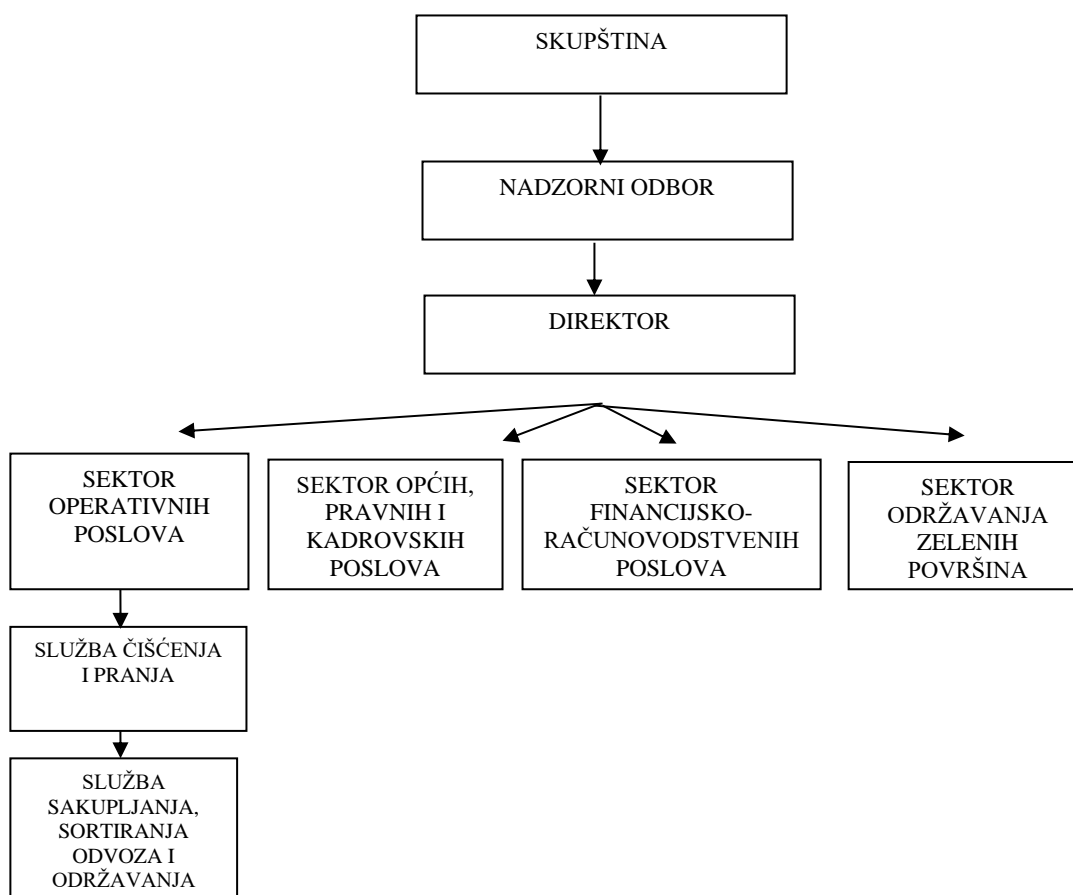 SKUPŠTINA
NADZORNI ODBOR
DIREKTOR
SEKTOR
OPERATIVNIH
POSLOVA
SEKTOR OPĆIH,
PRAVNIH I
KADROVSKIH
POSLOVA
SEKTOR
FINANCIJSKO-
RAČUNOVODSTVENIH
POSLOVA
SEKTOR
ODRŽAVANJA
ZELENIH
POVRŠINA
SLUŽBA ČIŠĆENJA
I PRANJA
SLUŽBA
SAKUPLJANJA,
SORTIRANJA
ODVOZA I
ODRŽAVANJA